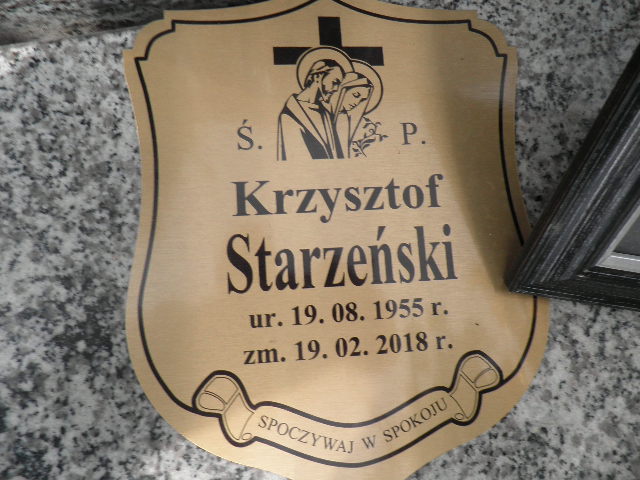 Ś. P.
Krzysztof
Starzeński
ur. 19. 08. 1955 r.
zm. 19. 02. 2018 r.
SPOCZYWAJ W SPOKOJU